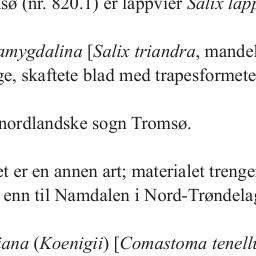 sø (nr. 820.1) er lappvier Salix lapp
amygdalina [Salix triandra, mandel
ge, skaftete blad med trapesformete
nordlandske sogn Tromsø.
et er en annen art; materialet trenge
enn til Namdalen i Nord-Trøndelag
iana (Koenigii) [Comastoma tenellu